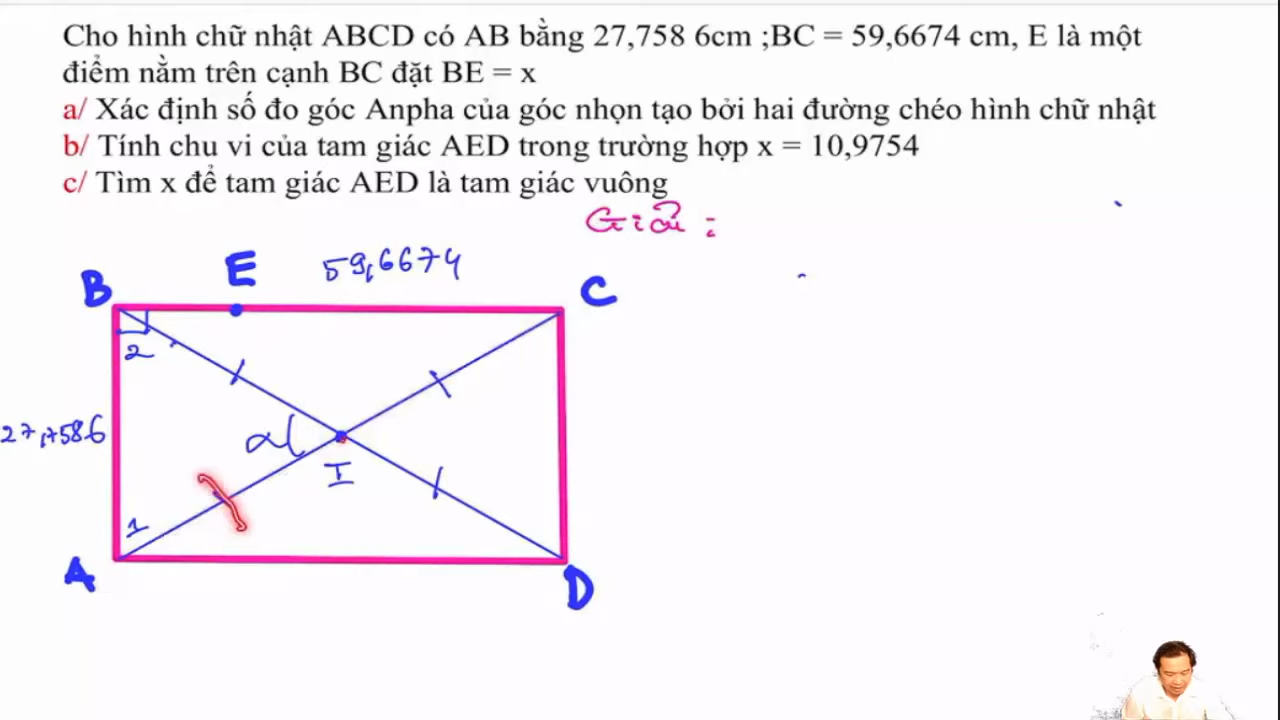 Cho hình chữ nhật ABCD có AB bằng 27,758 6cm ;BC = 59,6674 cm, E là một
điểm nằm trên cạnh BC đặt BE = x
a/ Xác định số đo góc Anpha của góc nhọn tạo bởi hai đường chéo hình chữ nhật
b/ Tính chu vi của tam giác AED trong trường hợp x = 10,9754
c/ Tìm x để tam giác AED là tam giác vuông
Giải :
B E 59,6674 C
2
27,7586 α I
1
A D